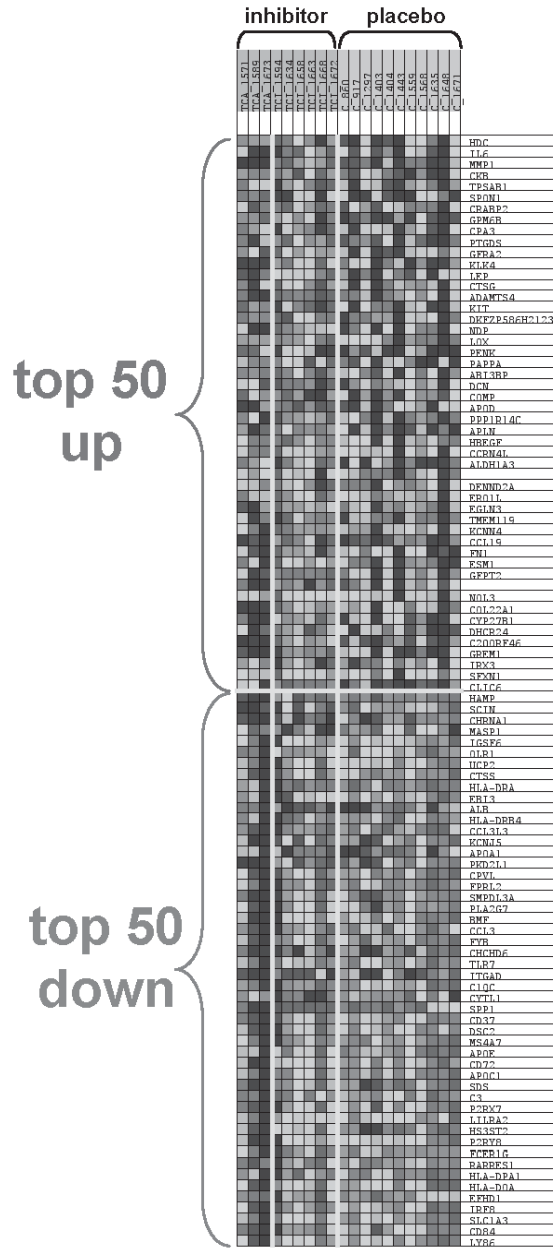 inhibitor
placebo
TCA_1571
TCA_1589
TCA_1673
TCI_1594
TCI_1634
TCI_1658
TCI_1663
TCI_1668
TCI_1672
C_860
C_917
C_1297
C_1403
C_1404
C_1443
C_1559
C_1568
C_1635
C_1648
C_1671
top 50
up
HDC
IL6
MMP1
CKB
TPSAB1
SPON1
CRABP2
GPM6B
CPA3
PTGDS
GFRA2
KLK4
LEP
CTSG
ADAMTS4
KIT
DKFZP586H2123
NDP
LOX
PENK
PAPPA
ABI3BP
DCN
COMP
APOD
PPP1R14C
APLN
HBEGF
CCRN4L
ALDH1A3
DENND2A
ERO1L
EGLN3
TMEM119
KCNN4
CCL19
FN1
ESM1
GFPT2
NOL3
COL22A1
CYP27B1
DHCR24
C20ORF46
GREM1
IRX3
SFXN1
CLIC6
top 50
down
HAMP
SCIN
CHRNA1
MASP1
IGSF6
OLR1
UCP2
CTSS
HLA-DRA
EBI3
ALB
HLA-DRB4
CCL3L3
KCNJ5
APOA1
PKD2L1
CPVL
FPRL2
SMPDL3A
PLA2G7
BMF
CCL3
FYB
CHCHD6
TLR7
ITGAD
C1QC
CYTL1
SPP1
CD37
DSC2
MS4A7
APOE
CD72
APOC1
SDS
C3
P2RX7
LILRA2
HS3ST2
P2RY8
FCER1G
RARRES1
HLA-DPA1
HLA-DOA
EFHD1
IRF8
SLC1A3
CD84
LY86